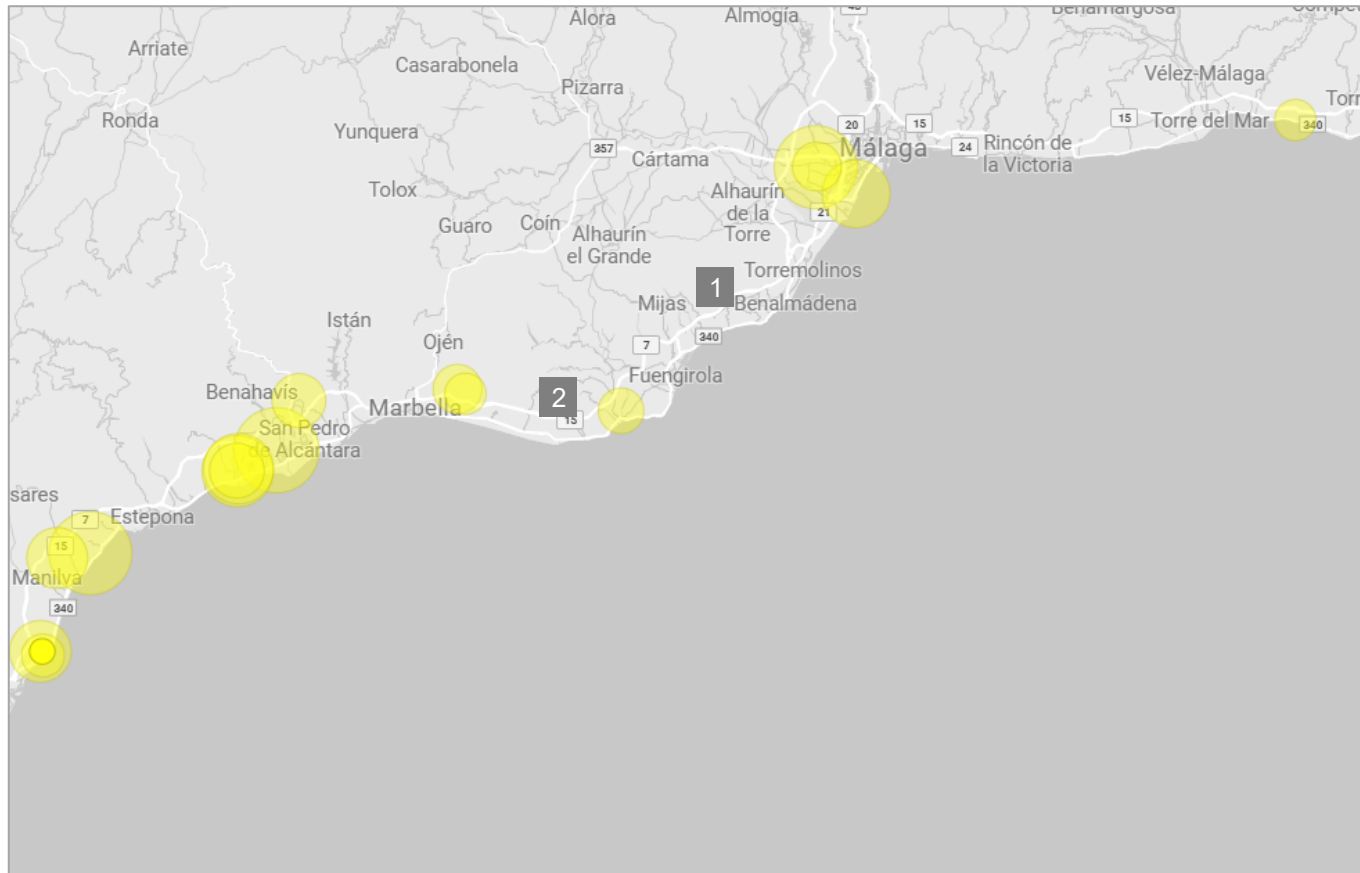 Álora
Almogía
45
Benamargosa
Arriate
Casarabonela
Pizarra
Vélez-Málaga
Ronda
Yunquera
20
15
15
Torre del Mar
340
357
Cártama
Málaga
24
Rincón de
la Victoria
Tolox
Alhaurín
de la
Torre
21
Guaro
Coín
Alhaurín
el Grande
Torremolinos
1
Mijas
Benalmádena
Istán
Ojén
7
340
Fuengirola
Benahavís
Marbella
2
15
San Pedro
de Alcántara
sares
7
Estepona
15
Manilva
340